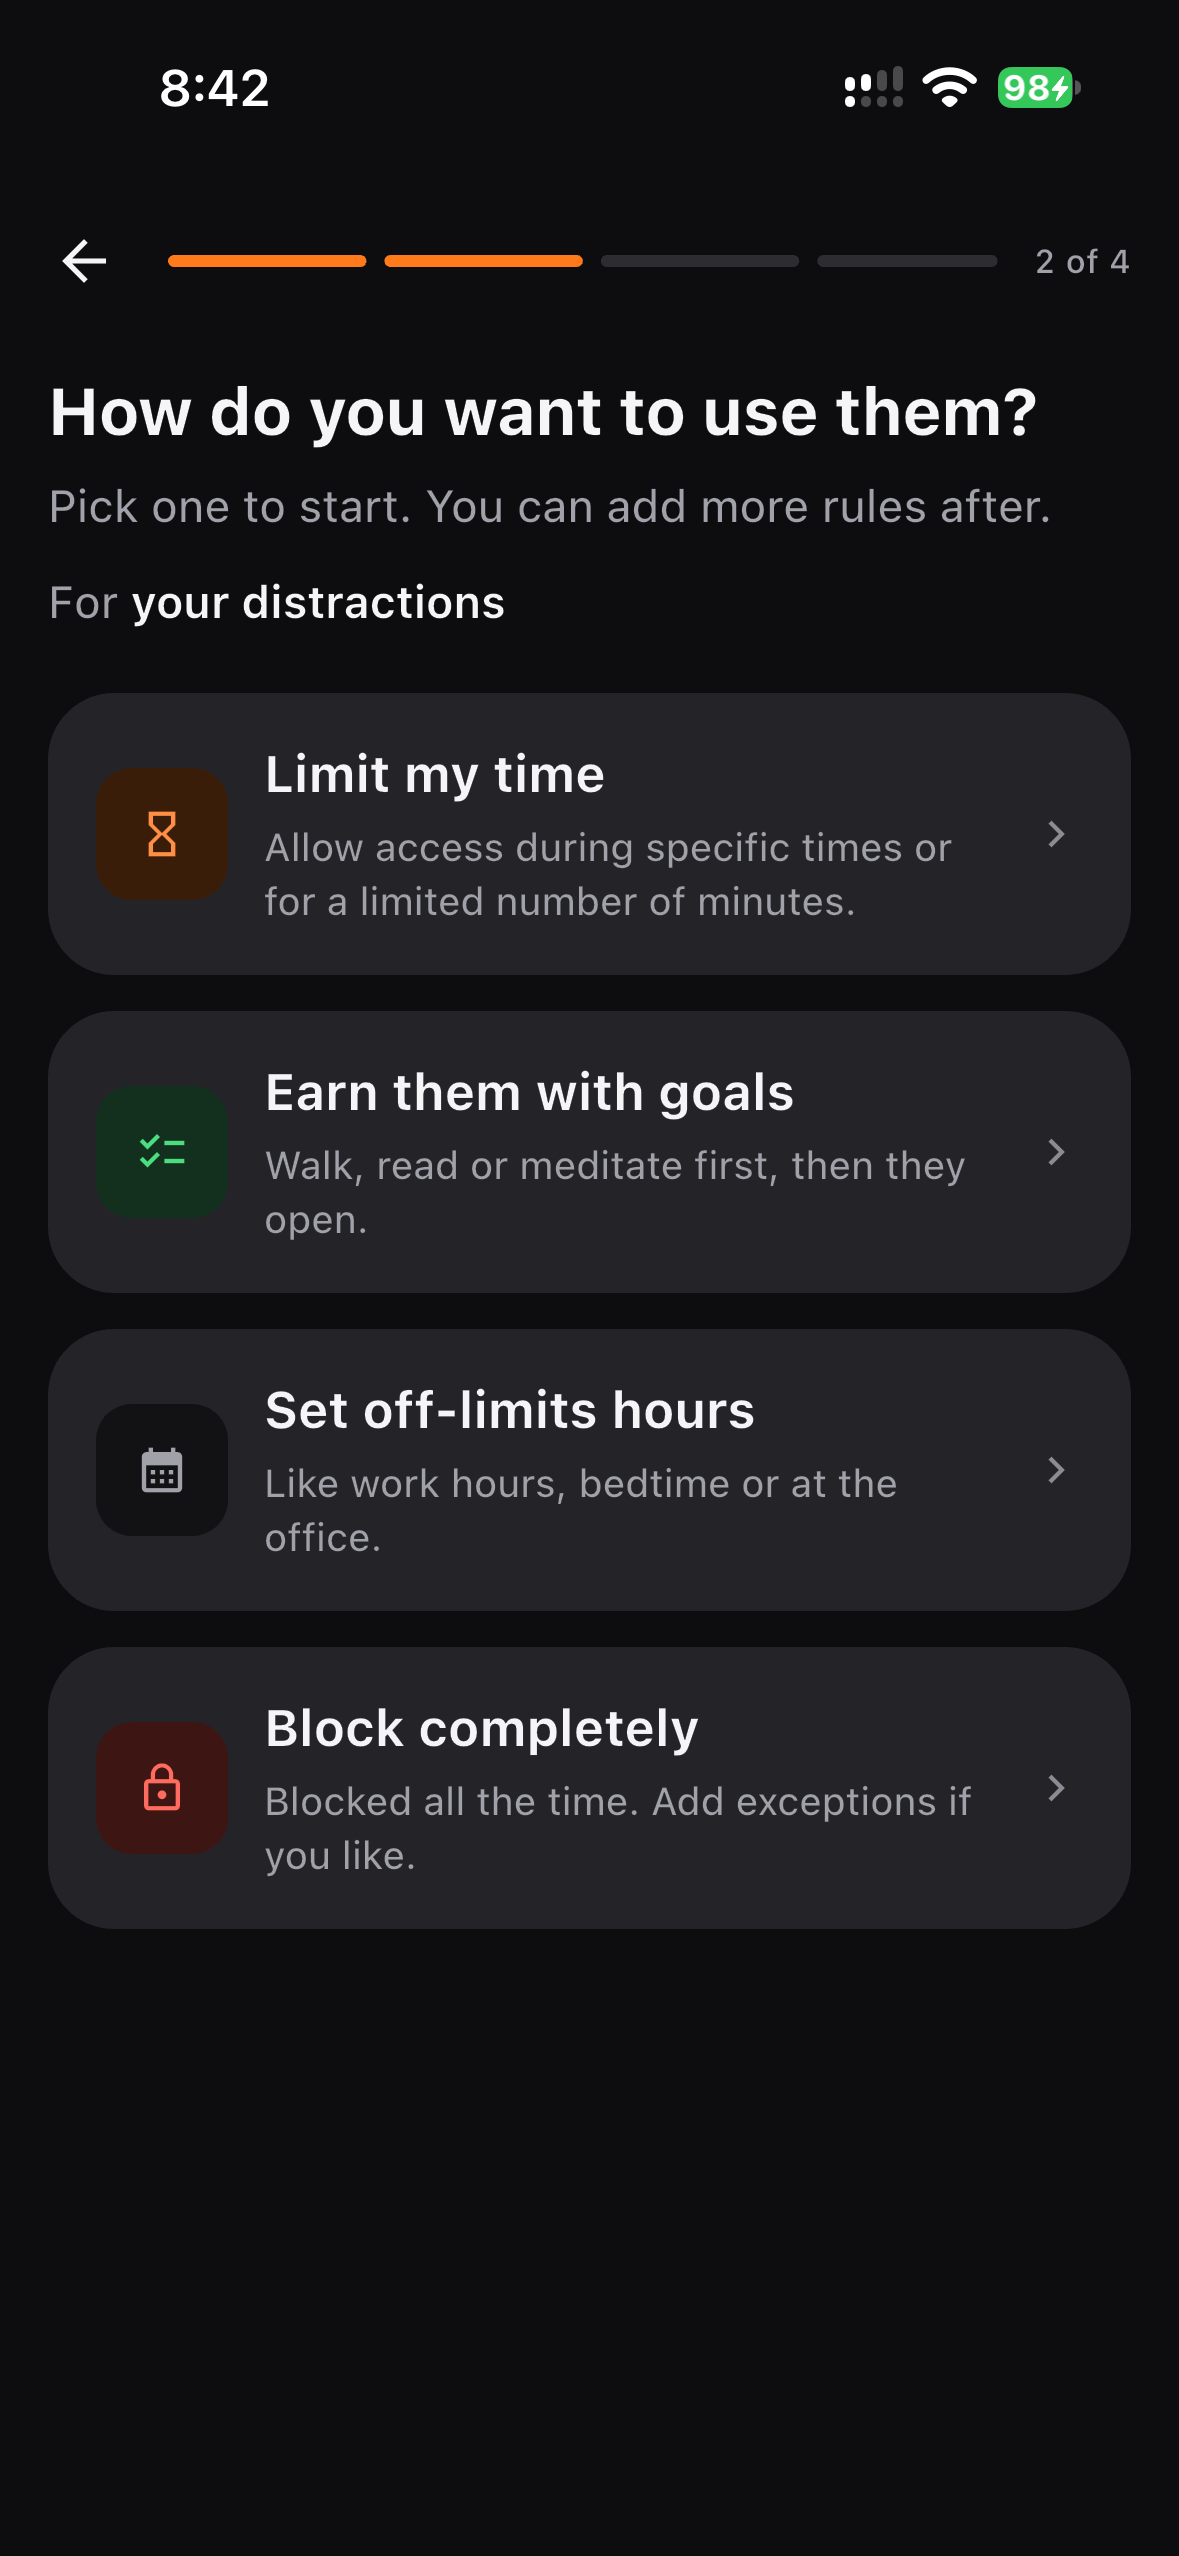 8:42
98
2 of 4
How do you want to use them?
Pick one to start. You can add more rules after.
For your distractions
Limit my time
Allow access during specific times or
for a limited number of minutes.
Earn them with goals
Walk, read or meditate first, then they
open.
Set off-limits hours
Like work hours, bedtime or at the
office.
Block completely
Blocked all the time. Add exceptions if
you like.